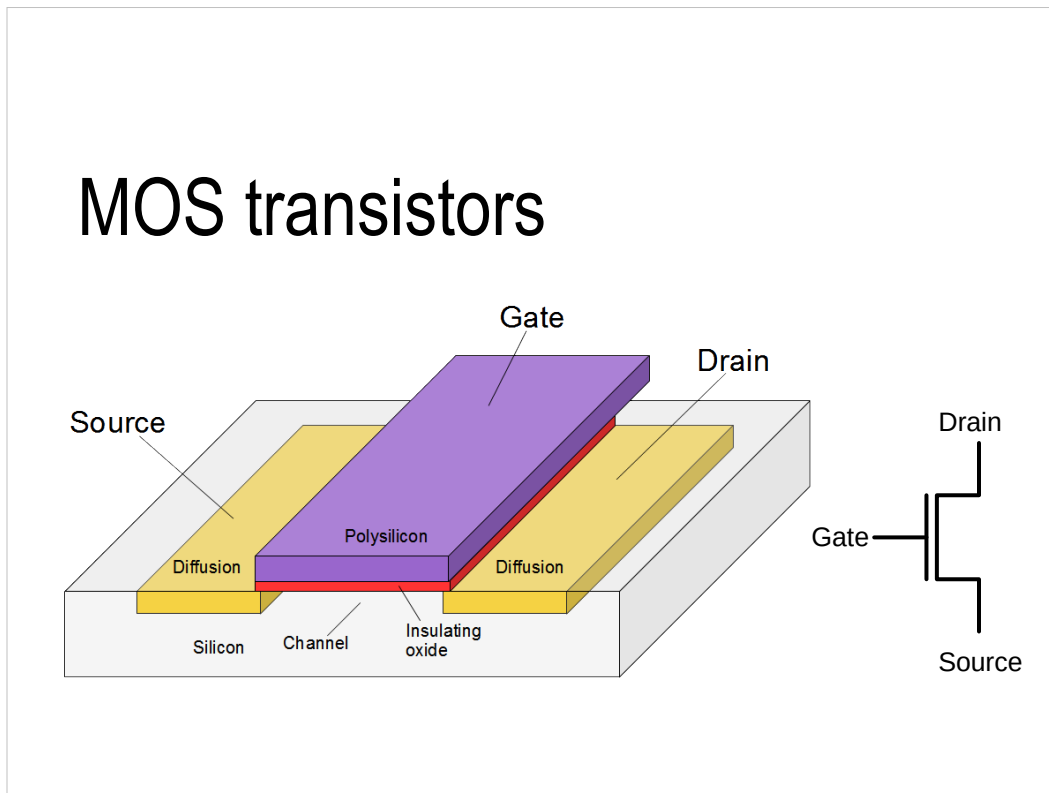 MOS transistors
Gate
Drain
Source
Drain
Polysilicon
Gate
Diffusion
Diffusion
Insulating
oxide
Channel
Silicon
Source